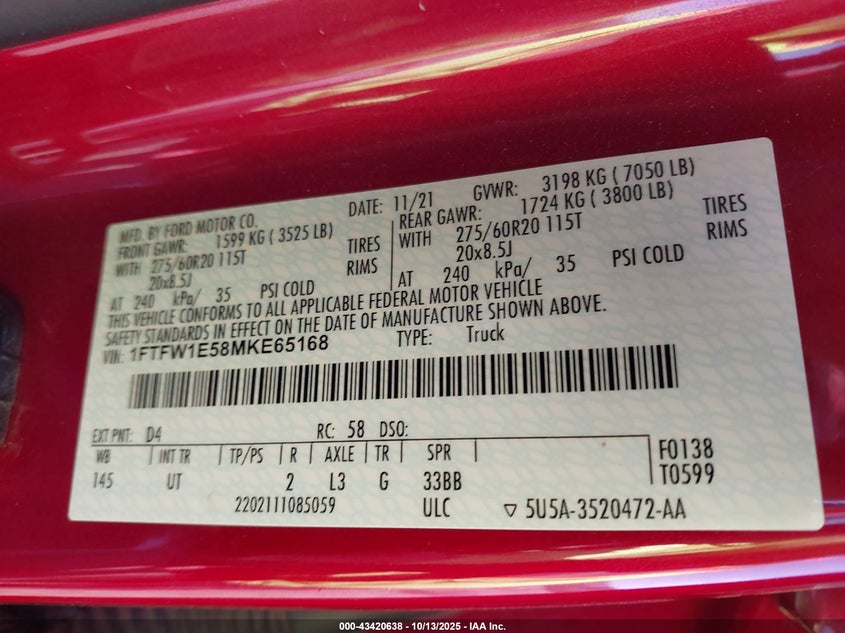 MFD. BY FORD MOTOR CO.
DATE: 11/21 GVWR: 3198 KG ( 7050 LB)
FRONT GAWR: 1599 KG ( 3525 LB)
REAR GAWR: 1724 KG ( 3800 LB)
WITH 275/60R20 115T TIRES
WITH 275/60R20 115T TIRES
20x8.5J RIMS
20x8.5J RIMS
AT 240 kPa/ 35 PSI COLD
AT 240 kPa/ 35 PSI COLD
THIS VEHICLE CONFORMS TO ALL APPLICABLE FEDERAL MOTOR VEHICLE
SAFETY STANDARDS IN EFFECT ON THE DATE OF MANUFACTURE SHOWN ABOVE.
VIN: 1FTFW1E58MKE65168 TYPE: Truck
EXT PNT: D4 RC: 58 DSO:
WB INT TR TP/PS R AXLE TR SPR
F0138
145 UT 2 L3 G 33BB
T0599
2202111085059 ULC ▽ 5U5A-3520472-AA
000-43420638 - 10/13/2025 - IAA Inc.